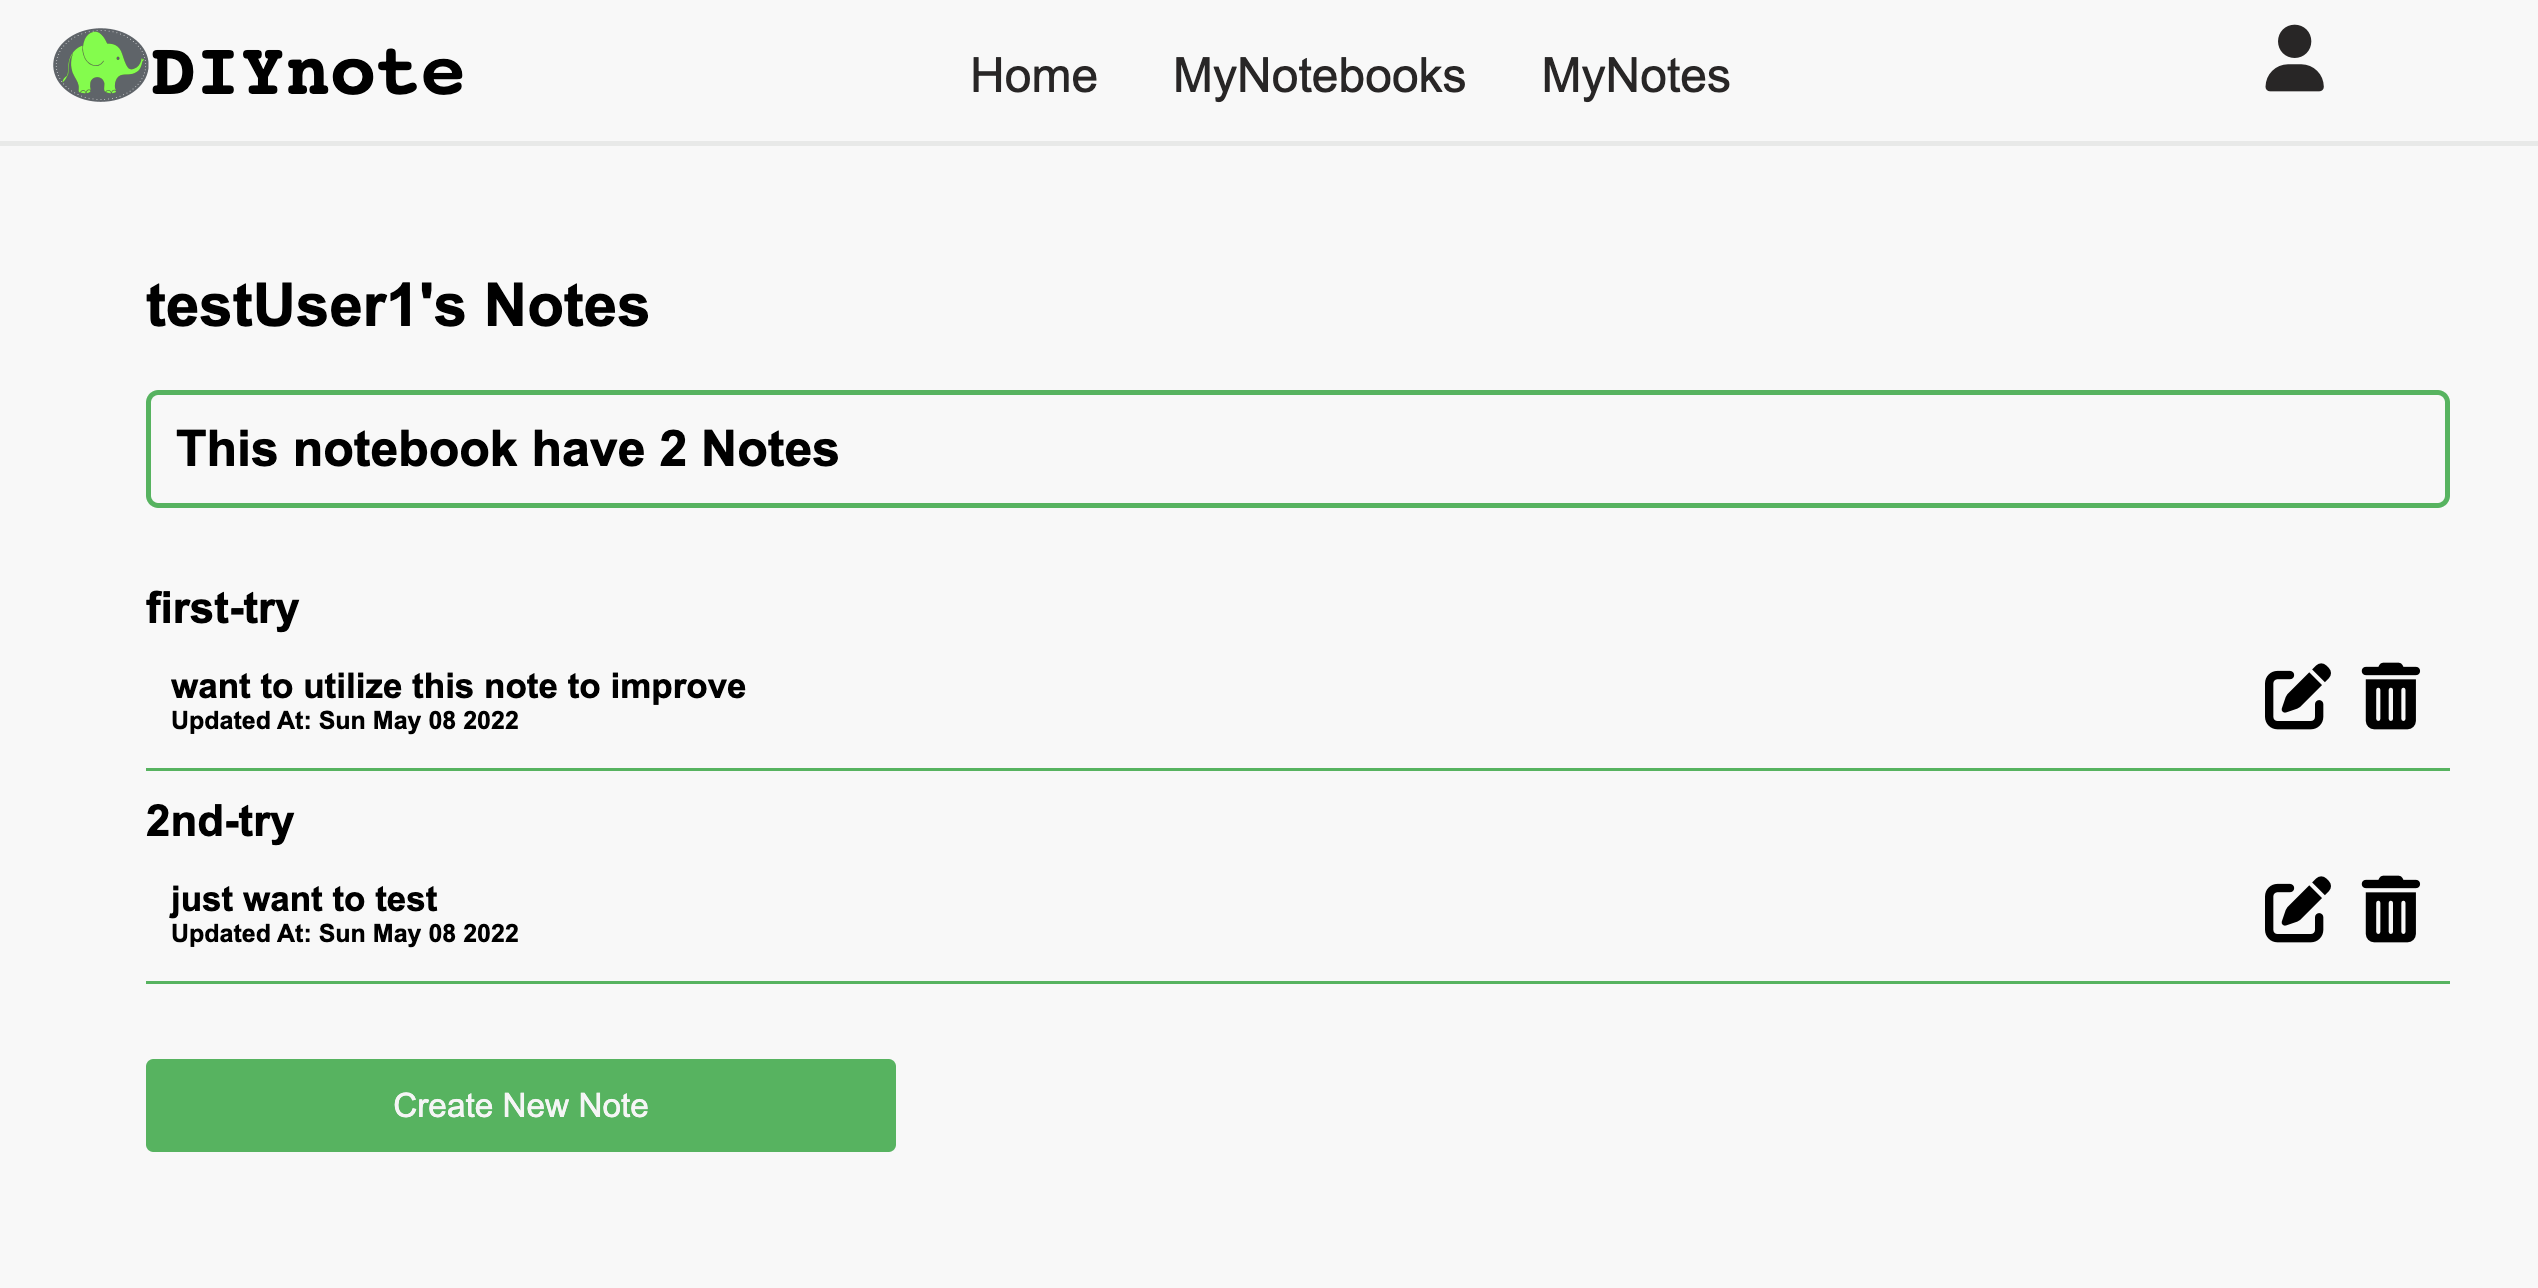 DIYnote
Home MyNotebooks MyNotes
testUser1's Notes
This notebook have 2 Notes
first-try
want to utilize this note to improve
Updated At: Sun May 08 2022
2nd-try
just want to test
Updated At: Sun May 08 2022
Create New Note